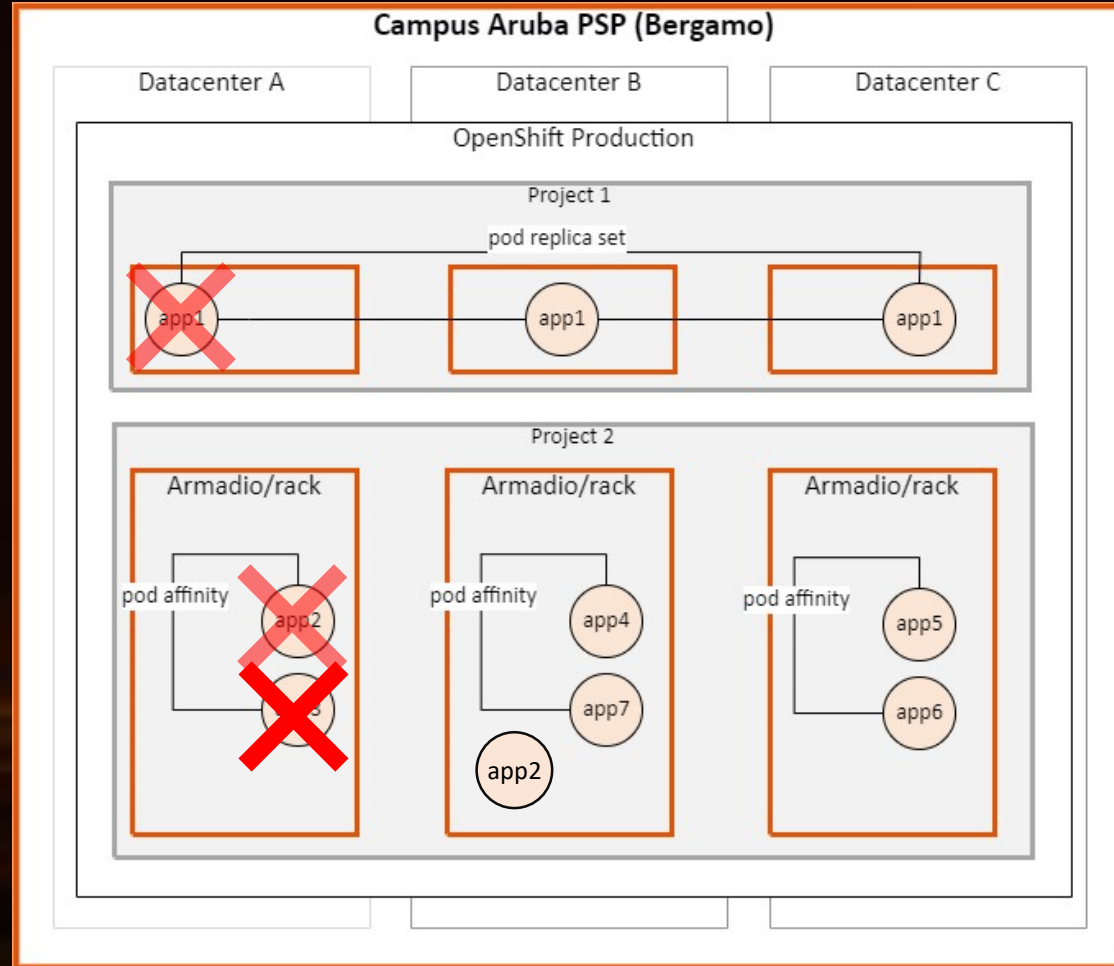 Campus Aruba PSP (Bergamo)
Datacenter A
Datacenter B
Datacenter C
OpenShift Production
Project 1
pod replica set
app1
app1
app1
Project 2
Armadio/rack
Armadio/rack
Armadio/rack
pod affinity
app2
pod affinity
app4
pod affinity
app5
app7
app6
app2